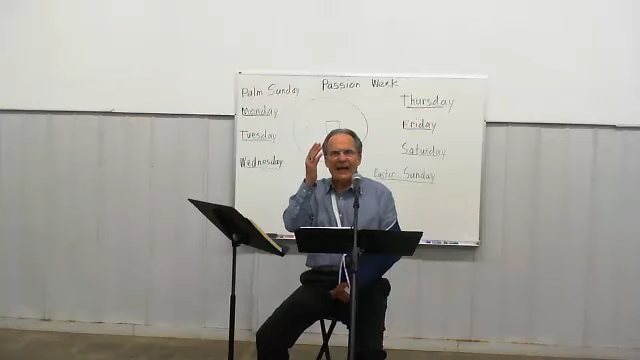 Passion Week
Palm Sunday
Monday
Tuesday
Wednesday
Thursday
Friday
Saturday
Easter Sunday